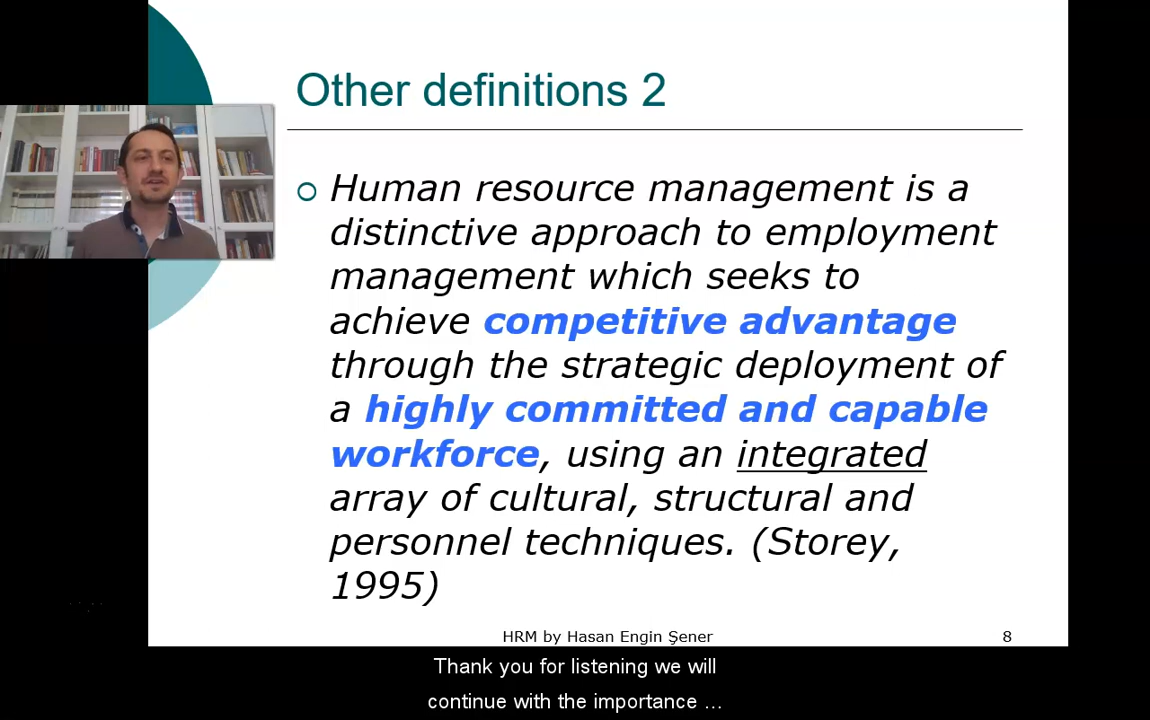 Other definitions 2
Human resource management is a
distinctive approach to employment
management which seeks to
achieve competitive advantage
through the strategic deployment of
a highly committed and capable
workforce, using an integrated
array of cultural, structural and
personnel techniques. (Storey,
1995)
HRM by Hasan Engin Şener
8
Thank you for listening we will
continue with the importance ...